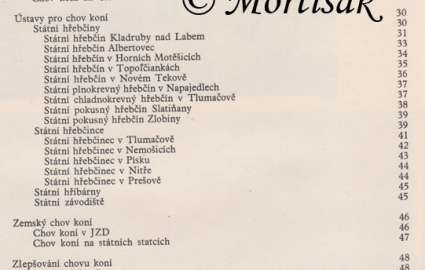 © Mortisak
Ústavy pro chov koní 30
Státní hřebčiny 30
Státní hřebčín Kladruby nad Labem 31
Státní hřebčín Albertovec 33
Státní hřebčín v Horních Motěšicích 34
Státní hřebčín v Topolčiankách 35
Státní hřebčín v Novém Tekově 36
Státní plnokrevný hřebčín v Napajedlech 37
Státní chladnokrevný hřebčín v Tlumačově 37
Státní pokusný hřebčín Slatiňany 38
Státní pokusný hřebčín Zlobiny 39
Státní hřebčince 39
Státní hřebčinec v Tlumačově 41
Státní hřebčinec v Nemošicích 42
Státní hřebčinec v Písku 43
Státní hřebčinec v Nitře 44
Státní hřebčinec v Prešově 44
Státní hříbárny 45
Státní závodiště 45
Zemský chov koní 46
Chov koní v JZD 46
Chov koní na státních statcích 47
Zlepšování chovu koní 48
48